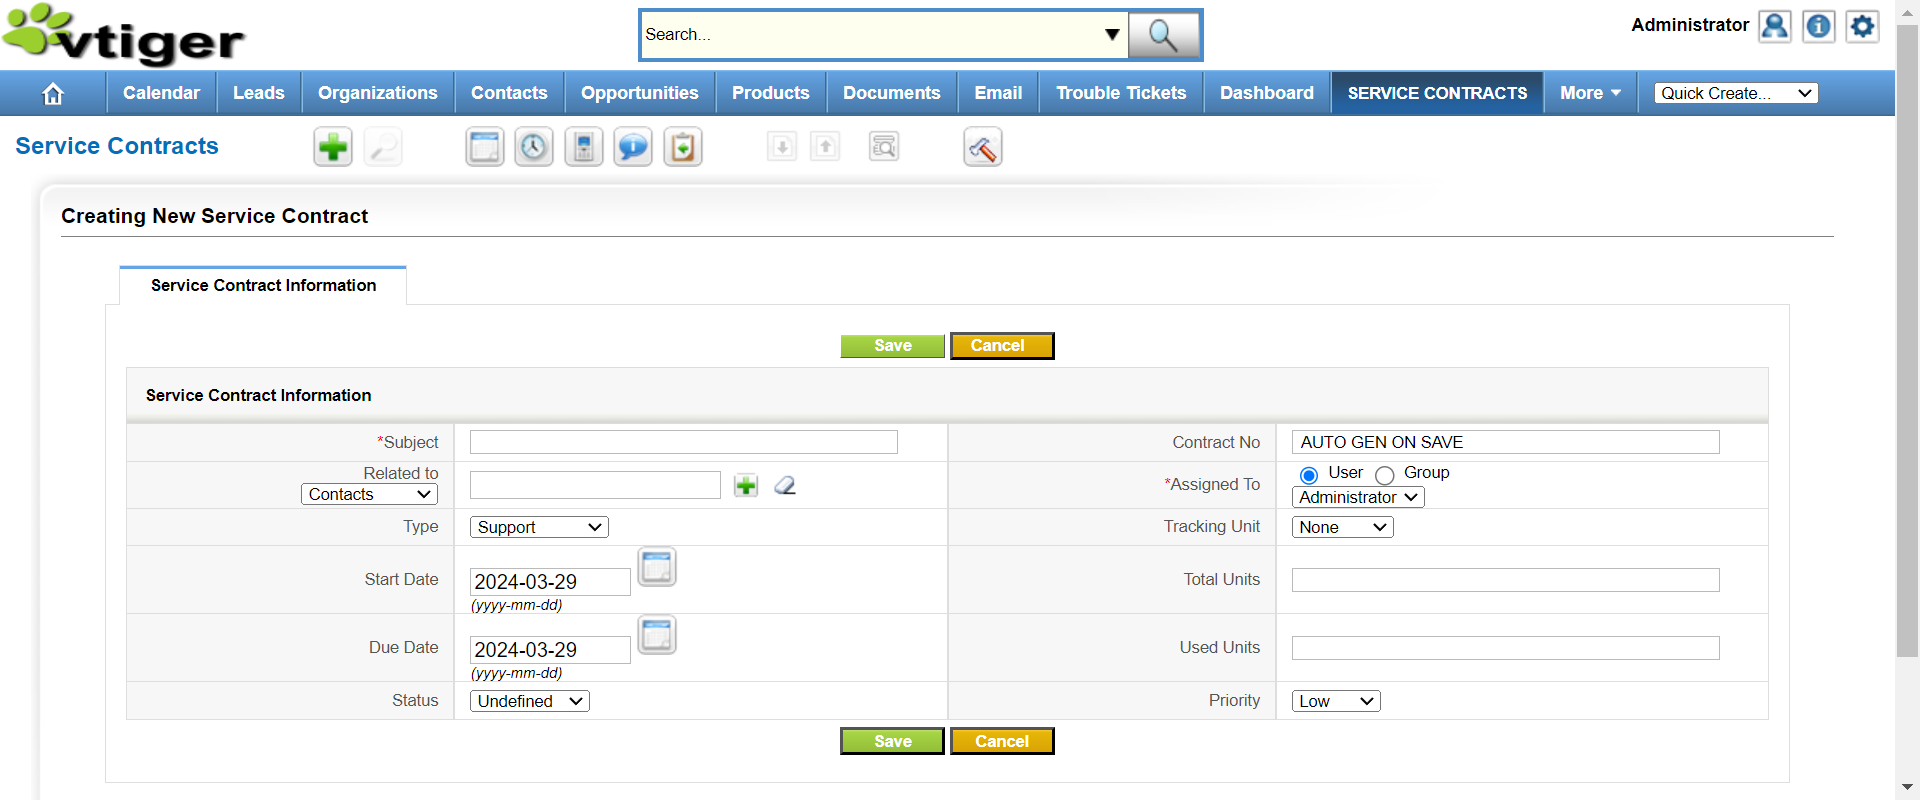 vtiger
Search...
Administrator
Calendar Leads Organizations Contacts Opportunities Products Documents Email Trouble Tickets Dashboard SERVICE CONTRACTS More Quick Create...
Service Contracts
Creating New Service Contract
Service Contract Information
Save Cancel
Service Contract Information
*Subject
Contract No AUTO GEN ON SAVE
Related to
Contacts
*Assigned To User Group
Administrator
Type Support
Tracking Unit None
Start Date 2024-03-29
(yyyy-mm-dd)
Total Units
Due Date 2024-03-29
(yyyy-mm-dd)
Used Units
Status Undefined
Priority Low
Save Cancel